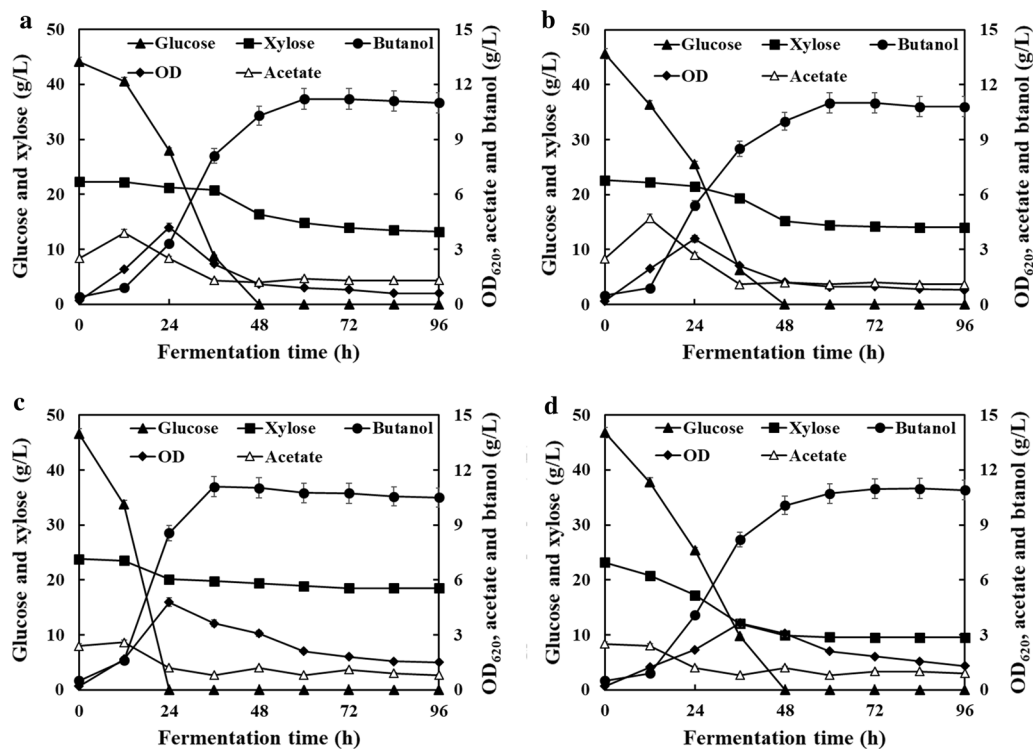 a
50 15
Glucose Xylose Butanol
OD Acetate
40 12
30 9
20 6
10 3
0 0
0 24 48 72 96
Fermentation time (h)
Glucose and xylose (g/L)
OD620, acetate and btanol (g/L)
b
50 15
Glucose Xylose Butanol
OD Acetate
40 12
30 9
20 6
10 3
0 0
0 24 48 72 96
Fermentation time (h)
Glucose and xylose (g/L)
OD620, acetate and btanol (g/L)
c
50 15
Glucose Xylose Butanol
OD Acetate
40 12
30 9
20 6
10 3
0 0
0 24 48 72 96
Fermentation time (h)
Glucose and xylose (g/L)
OD620, acetate and btanol (g/L)
d
50 15
Glucose Xylose Butanol
OD Acetate
40 12
30 9
20 6
10 3
0 0
0 24 48 72 96
Fermentation time (h)
Glucose and xylose (g/L)
OD620, acetate and btanol (g/L)